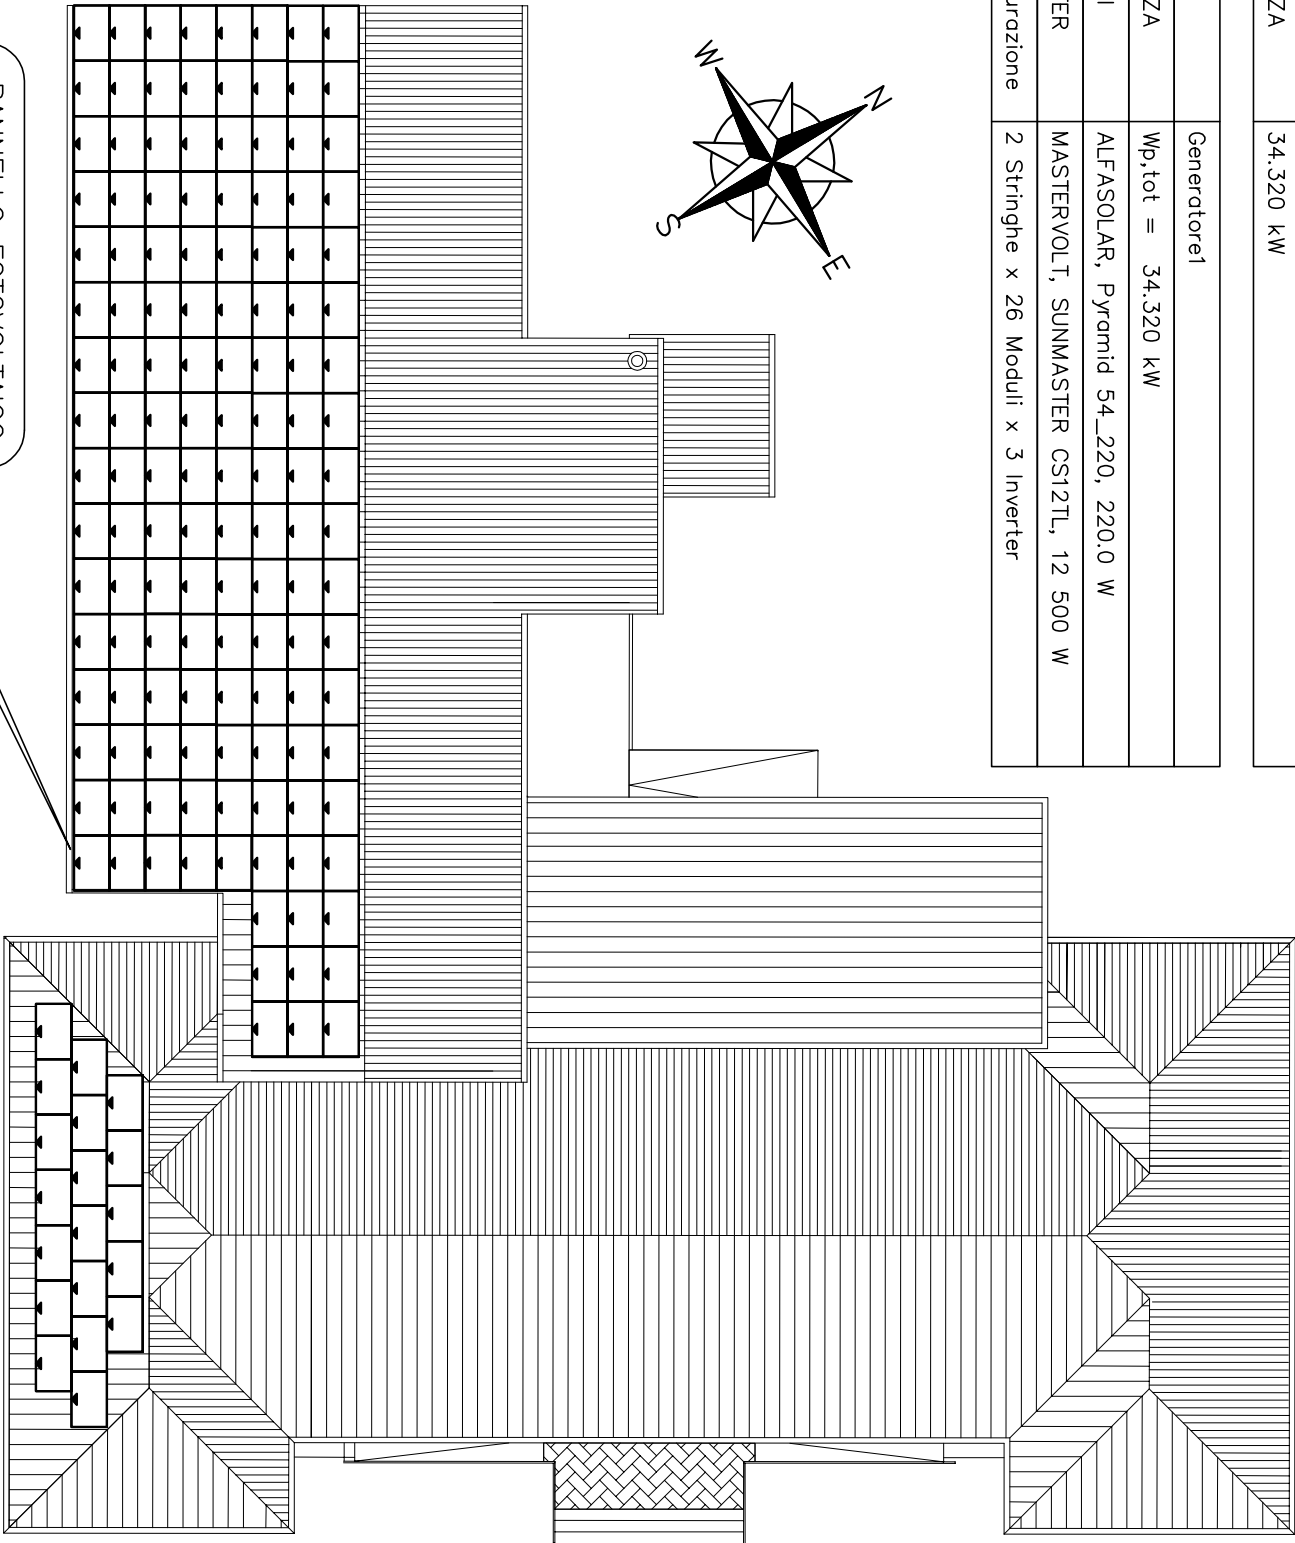 ZA 34.320 kW
Generatore1
ZA Wp,tot = 34.320 kW
I ALFASOLAR, Pyramid 54_220, 220.0 W
TER MASTERVOLT, SUNMASTER CS12TL, 12 500 W
urazione 2 Stringhe x 26 Moduli x 3 Inverter
N
W
E
S